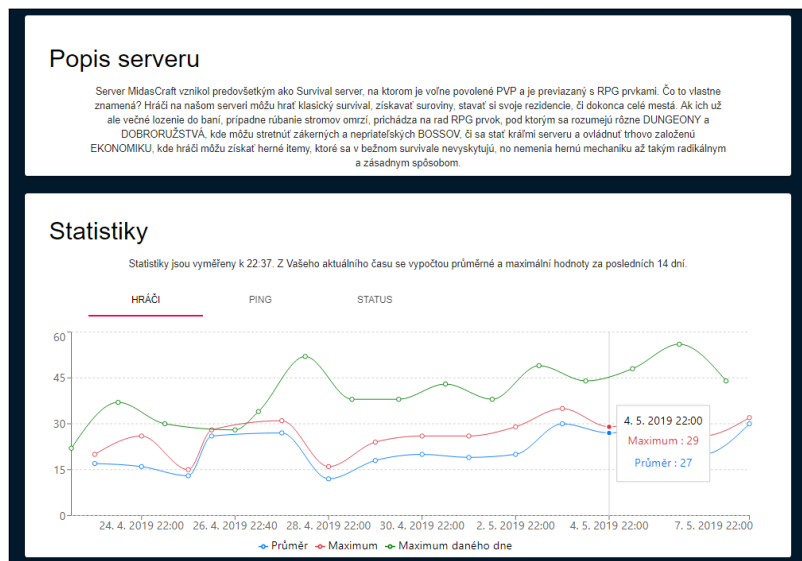 Popis serveru
Server MidasCraft vznikol predovšetkým ako Survival server, na ktorom je voľne povolené PVP a je previazaný s RPG prvkami. Čo to vlastne
znamená? Hráči na našom serveri môžu hrať klasický survival, získavať suroviny, stavať si svoje rezidencie, či dokonca celé mestá. Ak ich už
ale večné lozenie do baní, prípadne rúbanie stromov omrzí, prichádza na rad RPG prvok, pod ktorým sa rozumejú rôzne DUNGEONY a
DOBRORUŽSTVÁ, kde môžu stretnúť zákerných a nepriateľských BOSSOV, či sa stať kráľmi serveru a ovládnuť trhovo založenú
EKONOMIKU, kde hráči môžu získať herné itemy, ktoré sa v bežnom survivale nevyskytujú, no nemenia hernú mechaniku až takým radikálnym
a zásadným spôsobom.
Statistiky
Statistiky jsou vyměřeny k 22:37. Z Vašeho aktuálního času se vypočtou průměrné a maximální hodnoty za posledních 14 dní.
HRÁČI PING STATUS
60
45
30
15
0
4. 5. 2019 22:00
Maximum : 29
Průměr : 27
24. 4. 2019 22:00 26. 4. 2019 22:40 28. 4. 2019 22:00 30. 4. 2019 22:00 2. 5. 2019 22:00 4. 5. 2019 22:00 7. 5. 2019 22:00
Průměr Maximum Maximum daného dne